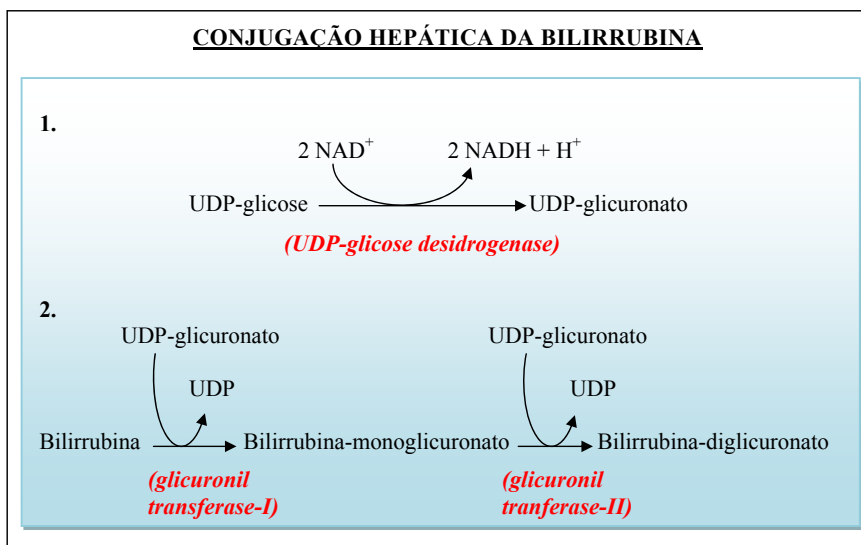 CONJUGAÇÃO HEPÁTICA DA BILIRRUBINA
1.
2 NAD⁺ 2 NADH + H⁺
UDP-glicose UDP-glicuronato
(UDP-glicose desidrogenase)
2.
UDP-glicuronato UDP-glicuronato
UDP UDP
Bilirrubina Bilirrubina-monoglicuronato Bilirrubina-diglicuronato
(glicuronil (glicuronil
transferase-I) tranferase-II)